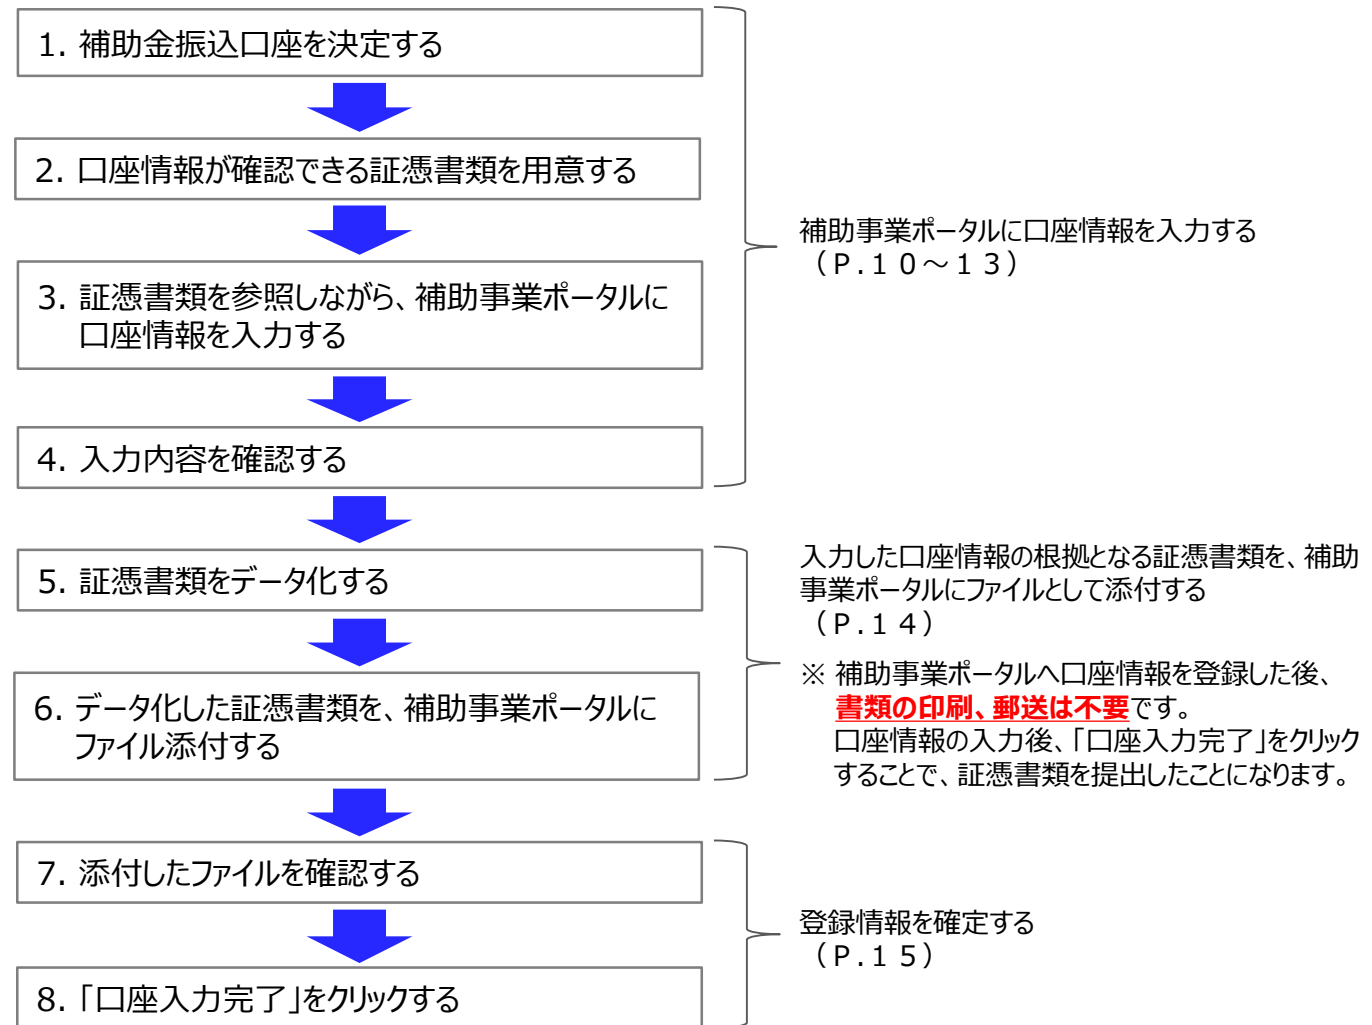 1. 補助金振込口座を決定する
2. 口座情報が確認できる証憑書類を用意する
3. 証憑書類を参照しながら、補助事業ポータルに
口座情報を入力する
4. 入力内容を確認する
補助事業ポータルに口座情報を入力する
（Ｐ.１０～１３）
5. 証憑書類をデータ化する
6. データ化した証憑書類を、補助事業ポータルに
ファイル添付する
入力した口座情報の根拠となる証憑書類を、補助
事業ポータルにファイルとして添付する
（Ｐ.１４）
※ 補助事業ポータルへ口座情報を登録した後、
書類の印刷、郵送は不要です。
口座情報の入力後、「口座入力完了」をクリック
することで、証憑書類を提出したことになります。
7. 添付したファイルを確認する
8. 「口座入力完了」をクリックする
登録情報を確定する
（Ｐ.１５）